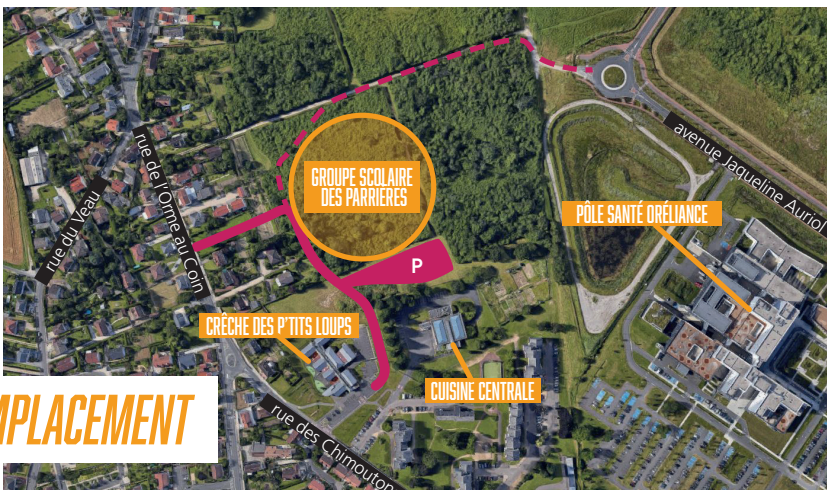 avenue Jaqueline Auriol
rue de l'Orme au Coin
GROUPE SCOLAIRE
DES PARRIÈRES
rue du Veau
PÔLE SANTÉ ORÉLIANCE
P
CRÈCHE DES P'TITS LOUPS
CUISINE CENTRALE
MPLACEMENT
rue des Chimouton